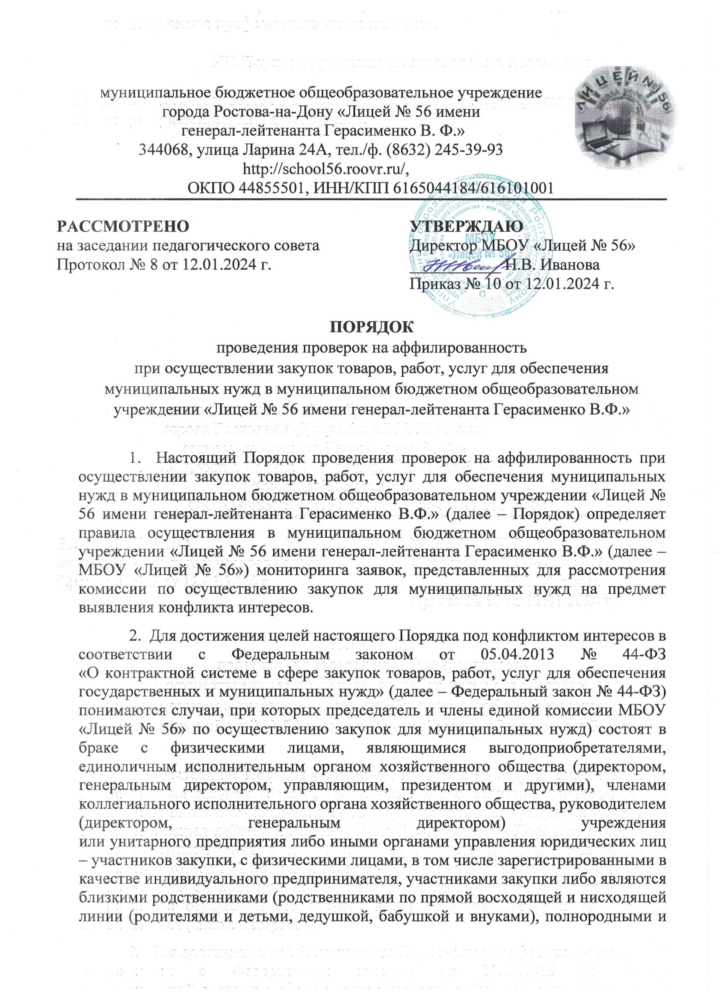 муниципальное бюджетное общеобразовательное учреждение
города Ростова-на-Дону «Лицей № 56 имени
генерал-лейтенанта Герасименко В. Ф.»
344068, улица Ларина 24А, тел./ф. (8632) 245-39-93
http://school56.roovr.ru/,
ОКПО 44855501, ИНН/КПП 6165044184/616101001
ЛИЦЕЙ № 56
РАССМОТРЕНО
на заседании педагогического совета
Протокол № 8 от 12.01.2024 г.
УТВЕРЖДАЮ
Директор МБОУ «Лицей № 56»
Н.В. Иванова
Приказ № 10 от 12.01.2024 г.
МБОУ
«Лицей № 56»
ПОРЯДОК
проведения проверок на аффилированность
при осуществлении закупок товаров, работ, услуг для обеспечения
муниципальных нужд в муниципальном бюджетном общеобразовательном
учреждении «Лицей № 56 имени генерал-лейтенанта Герасименко В.Ф.»
1. Настоящий Порядок проведения проверок на аффилированность при
осуществлении закупок товаров, работ, услуг для обеспечения муниципальных
нужд в муниципальном бюджетном общеобразовательном учреждении «Лицей №
56 имени генерал-лейтенанта Герасименко В.Ф.» (далее – Порядок) определяет
правила осуществления в муниципальном бюджетном общеобразовательном
учреждении «Лицей № 56 имени генерал-лейтенанта Герасименко В.Ф.» (далее –
МБОУ «Лицей № 56») мониторинга заявок, представленных для рассмотрения
комиссии по осуществлению закупок для муниципальных нужд на предмет
выявления конфликта интересов.
2. Для достижения целей настоящего Порядка под конфликтом интересов в
соответствии с Федеральным законом от 05.04.2013 № 44-ФЗ
«О контрактной системе в сфере закупок товаров, работ, услуг для обеспечения
государственных и муниципальных нужд» (далее – Федеральный закон № 44-ФЗ)
понимаются случаи, при которых председатель и члены единой комиссии МБОУ
«Лицей № 56» по осуществлению закупок для муниципальных нужд) состоят в
браке с физическими лицами, являющимися выгодоприобретателями,
единоличным исполнительным органом хозяйственного общества (директором,
генеральным директором, управляющим, президентом и другими), членами
коллегиального исполнительного органа хозяйственного общества, руководителем
(директором, генеральным директором) учреждения
или унитарного предприятия либо иными органами управления юридических лиц
– участников закупки, с физическими лицами, в том числе зарегистрированными в
качестве индивидуального предпринимателя, участниками закупки либо являются
близкими родственниками (родственниками по прямой восходящей и нисходящей
линии (родителями и детьми, дедушкой, бабушкой и внуками), полнородными и